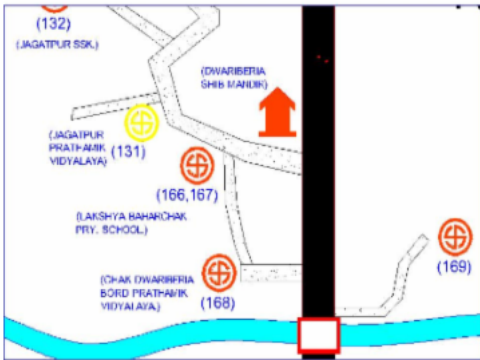 (132)
(JAGATPUR SSK.)
(DWARIBERIA
SHIB MANDIR)
(JAGATPUR
PRATHAMIK
VIDYALAYA)
(131)
(166,167)
(LAKSHYA BAHARCHAK
PRY. SCHOOL.)
(169)
(CHAK DWARIBERIA
BORD PRATHAMIK
VIDYALAYA.)
(168)